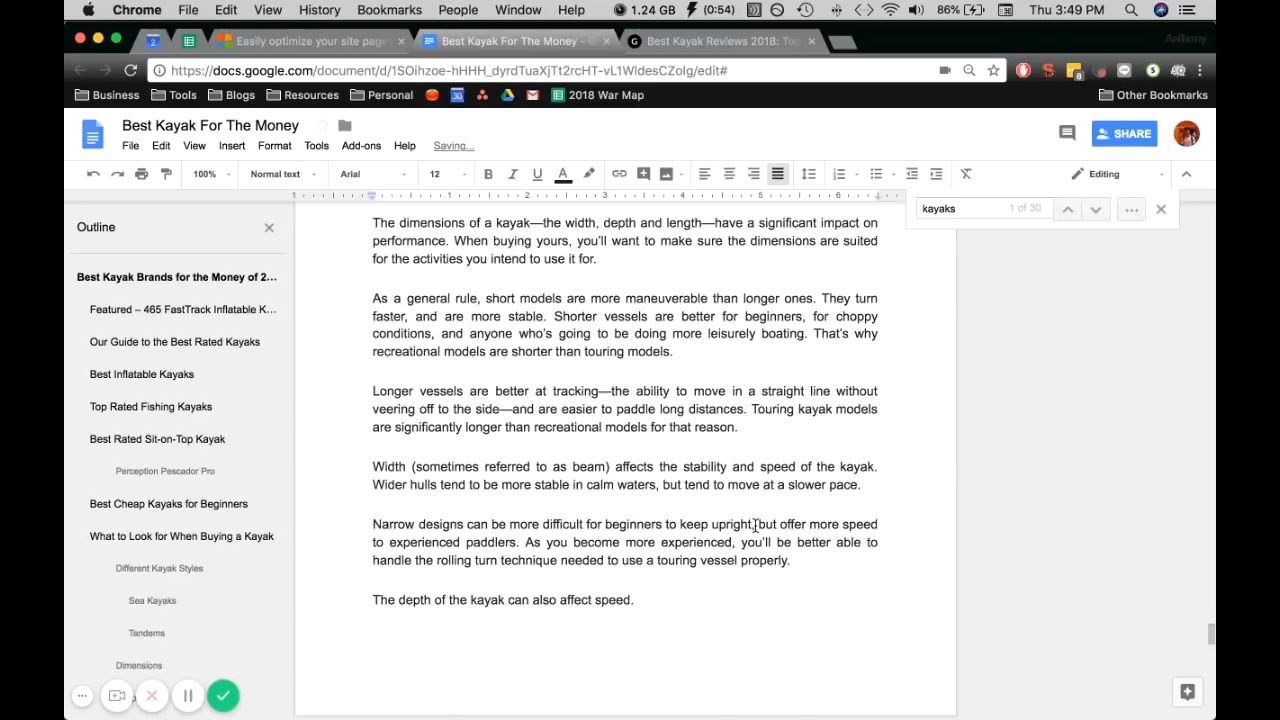 Chrome File Edit View History Bookmarks People Window Help 1.24 GB (0:54) 86% Thu 3:49 PM
2 Easily optimize your site page × Best Kayak For The Money - × G Best Kayak Reviews 2018: To ×
https://docs.google.com/document/d/1SOihzoe-hHHH_dyrdTuaXjTt2rcHT-vL1WldesCZoIg/edit#
Business Tools Blogs Resources Personal 2018 War Map Other Bookmarks
Best Kayak For The Money
SHARE
File Edit View Insert Format Tools Add-ons Help Saving...
100% Normal text Arial 12 B I U A Editing
1 1 2 3 4 5 6
kayaks 1 of 30
Outline
Best Kayak Brands for the Money of 2...
Featured – 465 FastTrack Inflatable K...
Our Guide to the Best Rated Kayaks
Best Inflatable Kayaks
Top Rated Fishing Kayaks
Best Rated Sit-on-Top Kayak
Perception Pescador Pro
Best Cheap Kayaks for Beginners
What to Look for When Buying a Kayak
Different Kayak Styles
Sea Kayaks
Tandems
Dimensions
The dimensions of a kayak—the width, depth and length—have a significant impact on
performance. When buying yours, you'll want to make sure the dimensions are suited
for the activities you intend to use it for.
As a general rule, short models are more maneuverable than longer ones. They turn
faster, and are more stable. Shorter vessels are better for beginners, for choppy
conditions, and anyone who's going to be doing more leisurely boating. That's why
recreational models are shorter than touring models.
Longer vessels are better at tracking—the ability to move in a straight line without
veering off to the side—and are easier to paddle long distances. Touring kayak models
are significantly longer than recreational models for that reason.
Width (sometimes referred to as beam) affects the stability and speed of the kayak.
Wider hulls tend to be more stable in calm waters, but tend to move at a slower pace.
Narrow designs can be more difficult for beginners to keep upright, but offer more speed
to experienced paddlers. As you become more experienced, you'll be better able to
handle the rolling turn technique needed to use a touring vessel properly.
The depth of the kayak can also affect speed.